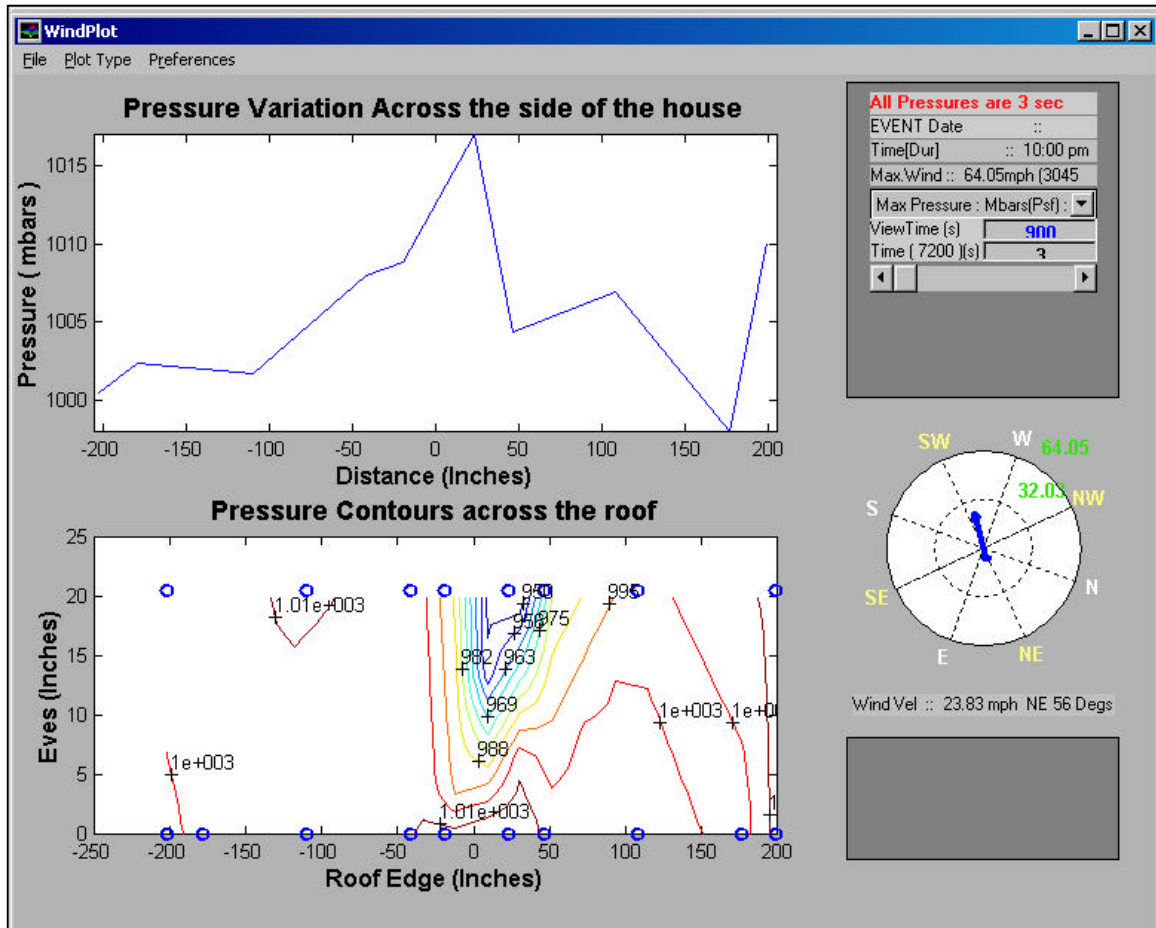 WindPlot
File Plot Type Preferences
Pressure Variation Across the side of the house
1015
1010
1005
1000
Pressure ( mbars )
-200 -150 -100 -50 0 50 100 150 200
Distance (Inches)
Pressure Contours across the roof
25
20
15
10
5
0
Eves (Inches)
1.01e+003
950
995
956
975
982
963
969
1e+003
1e+00
988
1e+003
1.01e+003
1
-250 -200 -150 -100 -50 0 50 100 150 200
Roof Edge (Inches)
All Pressures are 3 sec
EVENT Date ::
Time[Dur] :: 10:00 pm
Max.Wind :: 64.05mph (3045
Max Pressure : Mbars(Psf) :
ViewTime (s) 900
Time ( 7200 )(s) 3
SW
W
64.05
32.03
NW
S
N
SE
E
NE
Wind Vel :: 23.83 mph NE 56 Degs